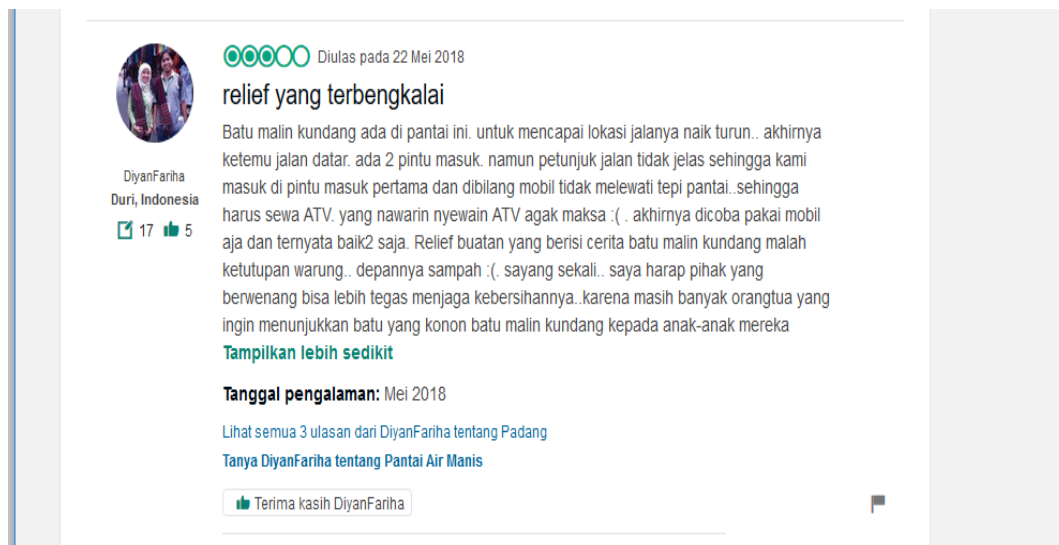 Diulas pada 22 Mei 2018
relief yang terbengkalai
Batu malin kundang ada di pantai ini. untuk mencapai lokasi jalanya naik turun.. akhirnya
ketemu jalan datar. ada 2 pintu masuk. namun petunjuk jalan tidak jelas sehingga kami
masuk di pintu masuk pertama dan dibilang mobil tidak melewati tepi pantai..sehingga
harus sewa ATV. yang nawarin nyewain ATV agak maksa :( . akhirnya dicoba pakai mobil
aja dan ternyata baik2 saja. Relief buatan yang berisi cerita batu malin kundang malah
ketutupan warung.. depannya sampah :(. sayang sekali.. saya harap pihak yang
berwenang bisa lebih tegas menjaga kebersihannya..karena masih banyak orangtua yang
ingin menunjukkan batu yang konon batu malin kundang kepada anak-anak mereka
Tampilkan lebih sedikit
DiyanFariha
Duri, Indonesia
17 5
Tanggal pengalaman: Mei 2018
Lihat semua 3 ulasan dari DiyanFariha tentang Padang
Tanya DiyanFariha tentang Pantai Air Manis
Terima kasih DiyanFariha